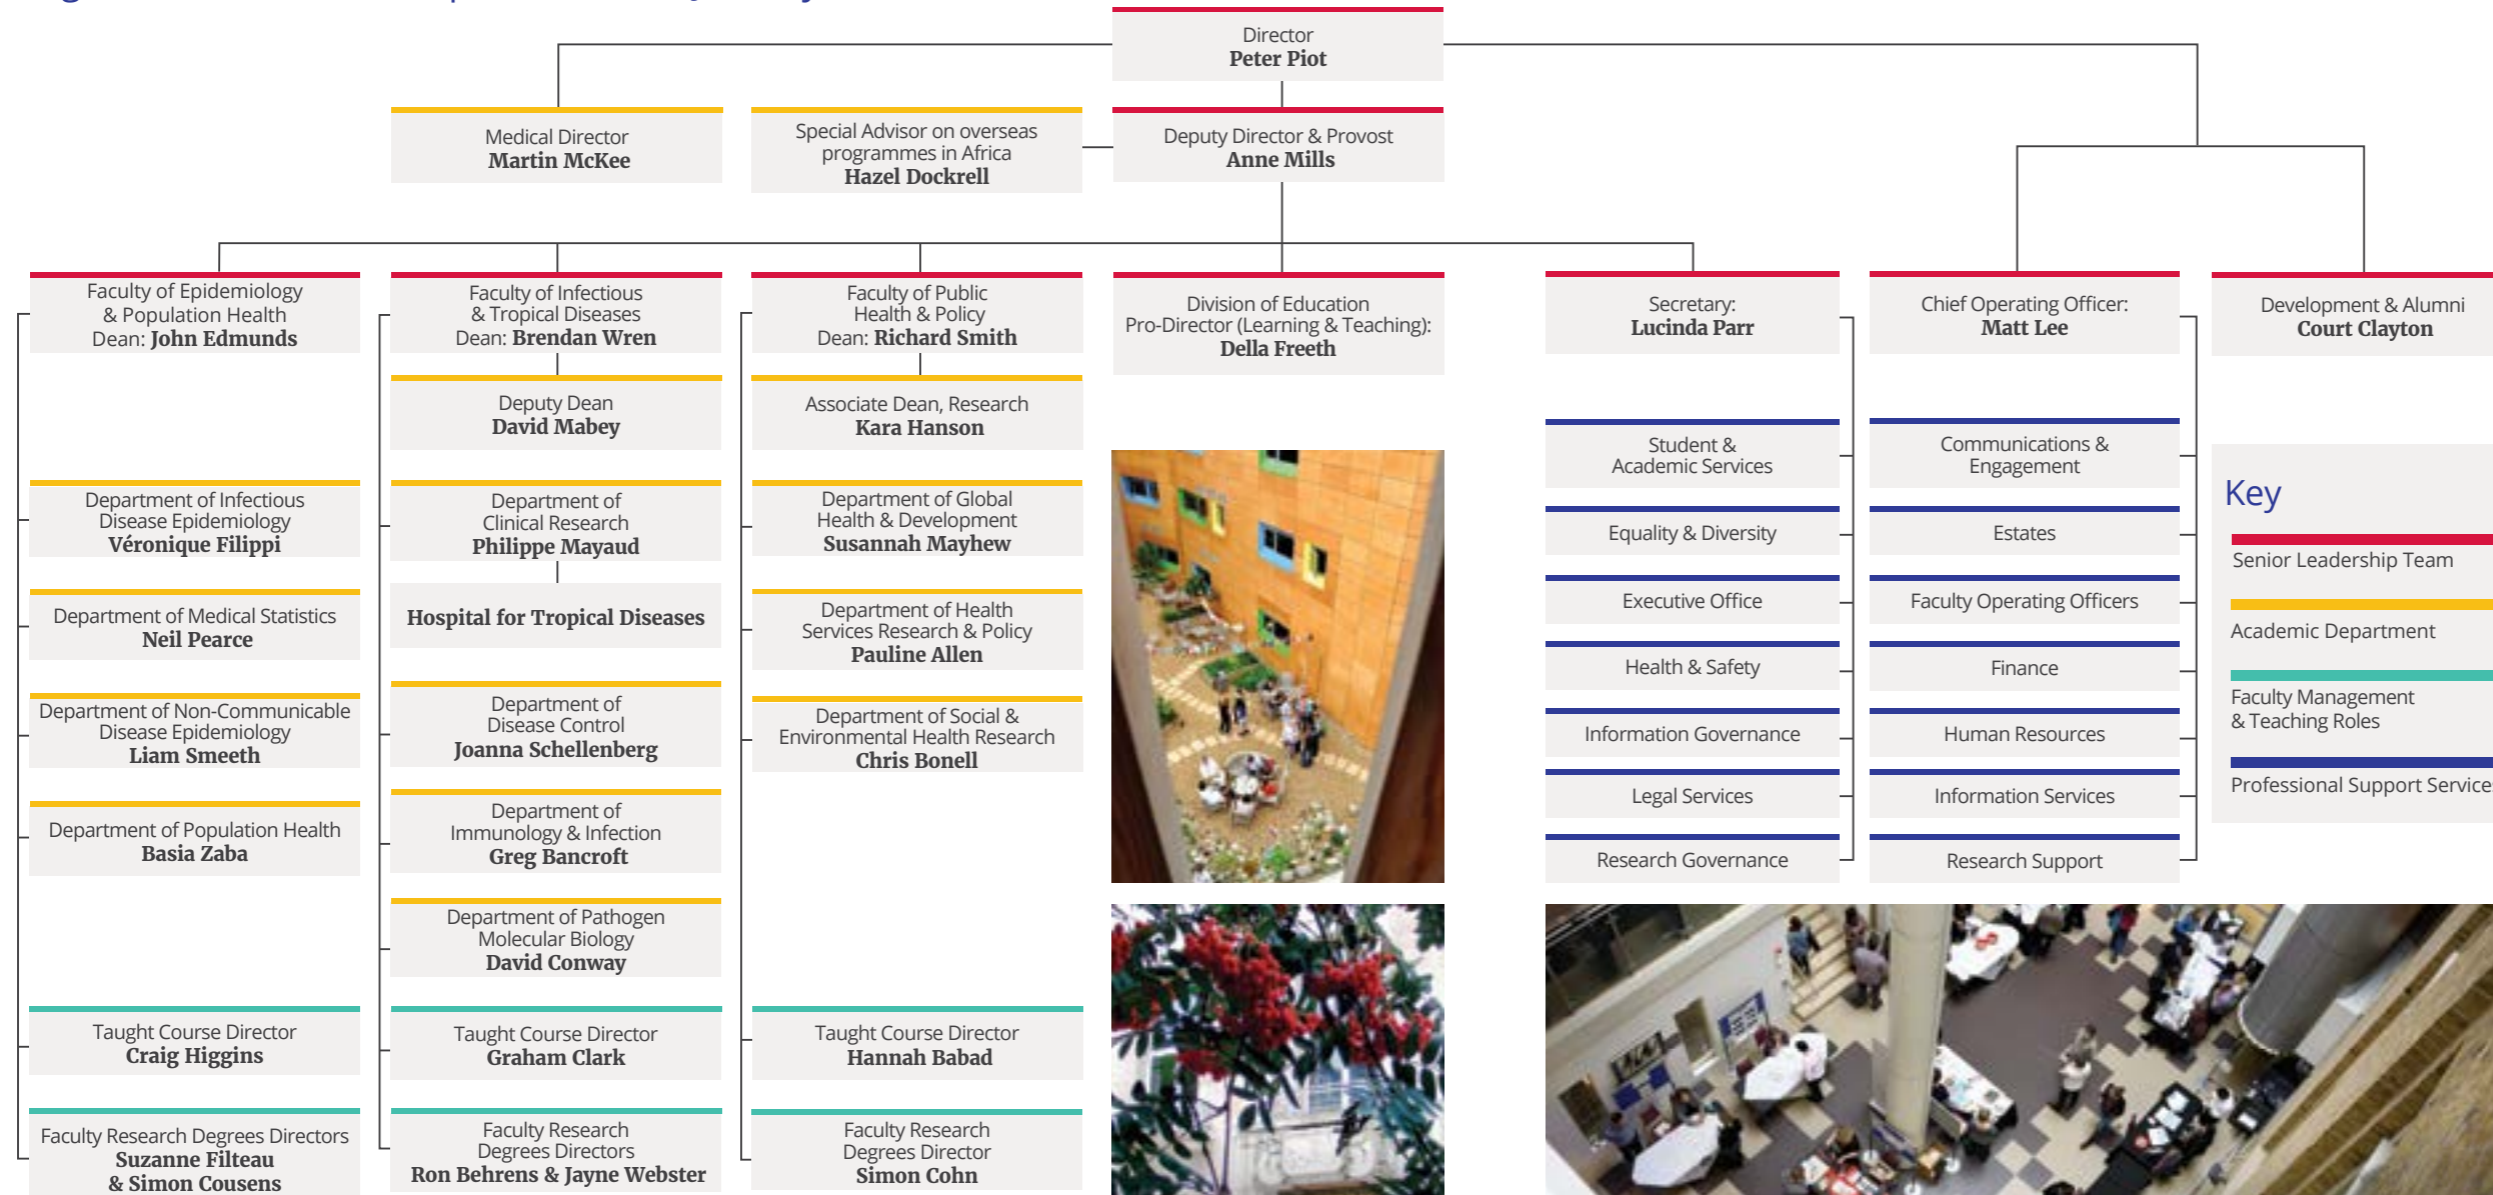 Director
Peter Piot
Medical Director
Martin McKee
Special Advisor on overseas
programmes in Africa
Hazel Dockrell
Deputy Director & Provost
Anne Mills
Faculty of Epidemiology
& Population Health
Dean: John Edmunds
Faculty of Infectious
& Tropical Diseases
Dean: Brendan Wren
Faculty of Public
Health & Policy
Dean: Richard Smith
Division of Education
Pro-Director (Learning & Teaching):
Della Freeth
Secretary:
Lucinda Parr
Chief Operating Officer:
Matt Lee
Development & Alumni
Court Clayton
Deputy Dean
David Mabey
Associate Dean, Research
Kara Hanson
Department of Infectious
Disease Epidemiology
Véronique Filippi
Department of Medical Statistics
Neil Pearce
Department of Non-Communicable
Disease Epidemiology
Liam Smeeth
Department of Population Health
Basia Zaba
Taught Course Director
Craig Higgins
Faculty Research Degrees Directors
Suzanne Filteau
& Simon Cousens
Department of
Clinical Research
Philippe Mayaud
Hospital for Tropical Diseases
Department of
Disease Control
Joanna Schellenberg
Department of
Immunology & Infection
Greg Bancroft
Department of Pathogen
Molecular Biology
David Conway
Taught Course Director
Graham Clark
Faculty Research
Degrees Directors
Ron Behrens & Jayne Webster
Department of Global
Health & Development
Susannah Mayhew
Department of Health
Services Research & Policy
Pauline Allen
Department of Social &
Environmental Health Research
Chris Bonell
Taught Course Director
Hannah Babad
Faculty Research
Degrees Director
Simon Cohn
Student &
Academic Services
Equality & Diversity
Executive Office
Health & Safety
Information Governance
Legal Services
Research Governance
Communications &
Engagement
Estates
Faculty Operating Officers
Finance
Human Resources
Information Services
Research Support
Key
Senior Leadership Team
Academic Department
Faculty Management
& Teaching Roles
Professional Support Services